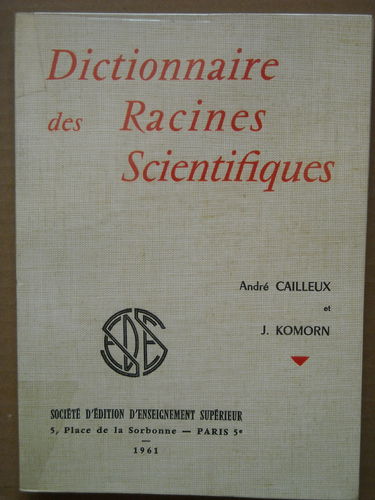 Dictionnaire
des Racines
Scientifiques
André CAILLEUX
et
J. KOMORN
SEDES
SOCIÉTÉ D'ÉDITION D'ENSEIGNEMENT SUPÉRIEUR
5, Place de la Sorbonne — PARIS 5e
—
1961